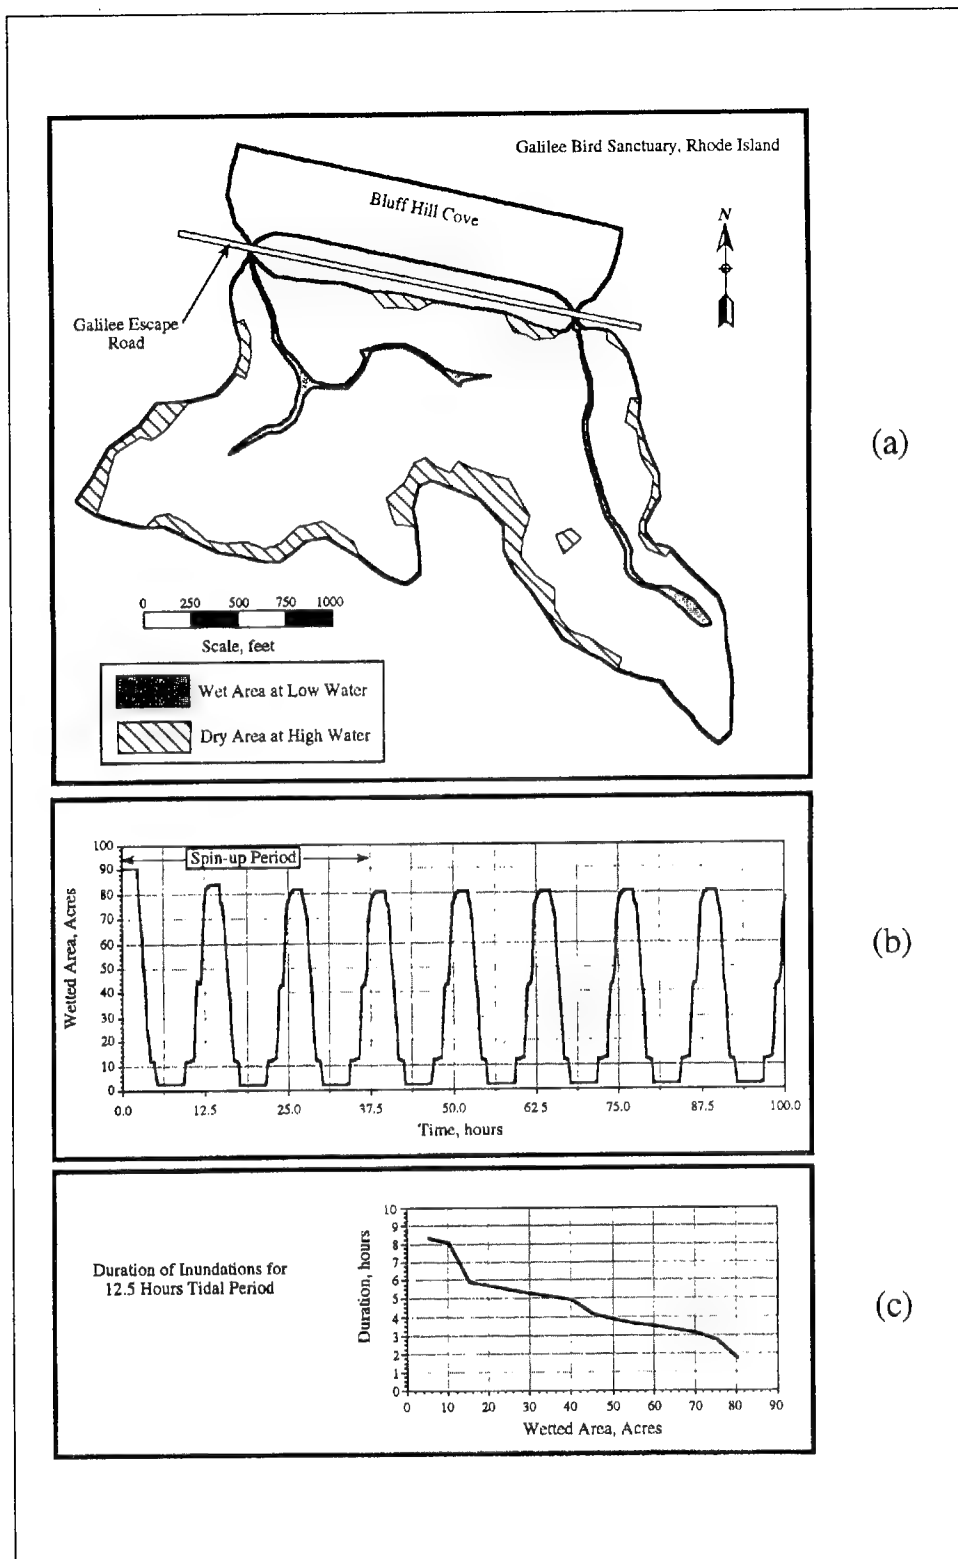 Galilee Bird Sanctuary, Rhode Island
Bluff Hill Cove
N
Galilee Escape
Road
(a)
0 250 500 750 1000
Scale, feet
Wet Area at Low Water
Dry Area at High Water
100
90
80
70
60
50
40
30
20
10
0
Wetted Area, Acres
Spin-up Period
(b)
0.0 12.5 25.0 37.5 50.0 62.5 75.0 87.5 100.0
Time, hours
Duration of Inundations for
12.5 Hours Tidal Period
10
9
8
7
6
5
4
3
2
1
0
Duration, hours
(c)
0 10 20 30 40 50 60 70 80 90
Wetted Area, Acres